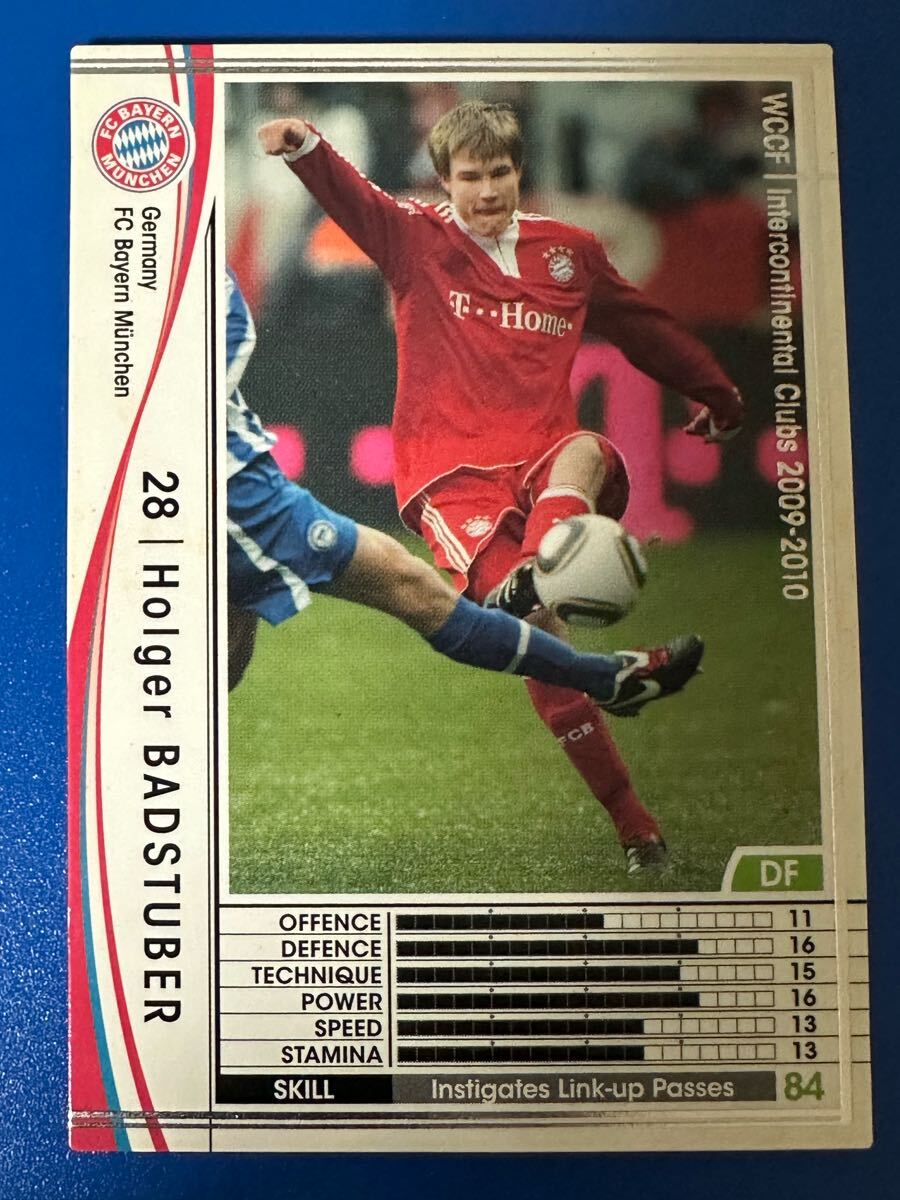 FC BAYERN
MÜNCHEN
Germany
FC Bayern München
28 | Holger BADSTUBER
WCCF | Intercontinental Clubs 2009-2010
T··Home·
FCB
DF
OFFENCE 11
DEFENCE 16
TECHNIQUE 15
POWER 16
SPEED 13
STAMINA 13
SKILL Instigates Link-up Passes 84